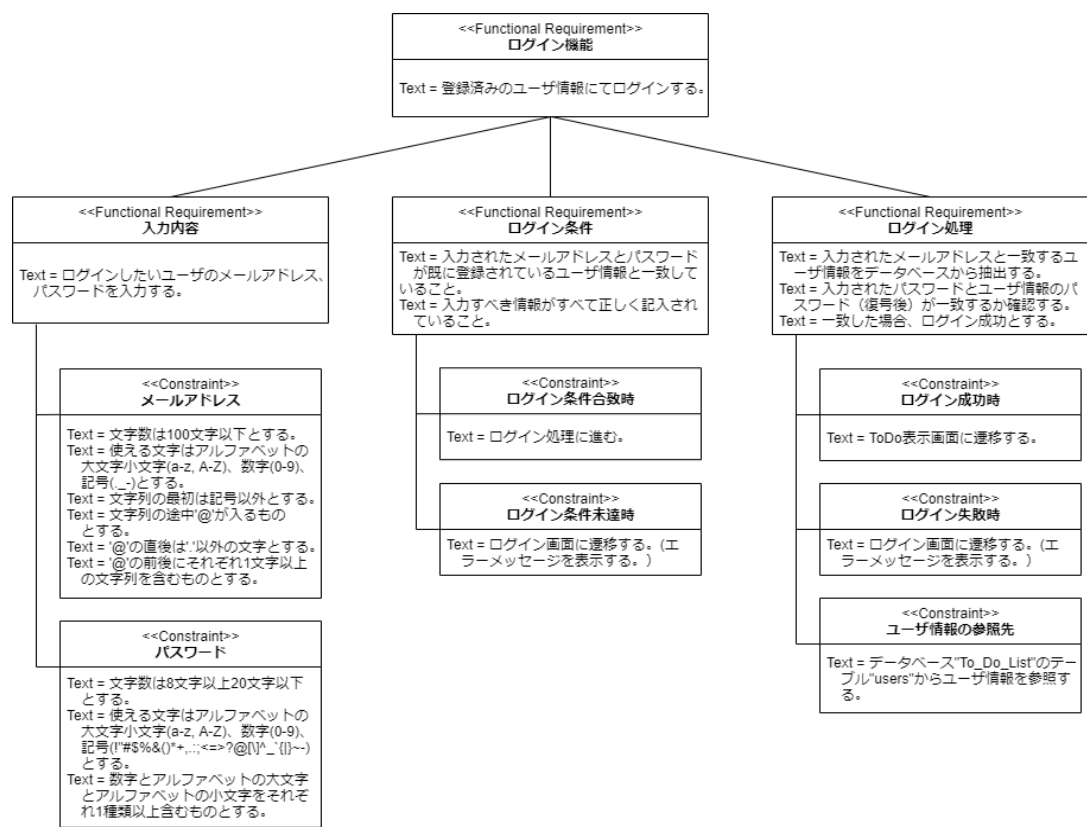 <<Functional Requirement>>
ログイン機能
Text = 登録済みのユーザ情報にてログインする。
<<Functional Requirement>>
入力内容
Text = ログインしたいユーザのメールアドレス、
パスワードを入力する。
<<Constraint>>
メールアドレス
Text = 文字数は100文字以下とする。
Text = 使える文字はアルファベットの
大文字小文字(a-z, A-Z)、数字(0-9)、
記号(._-)とする。
Text = 文字列の最初は記号以外とする。
Text = 文字列の途中'@'が入るもの
とする。
Text = '@'の直後は'.'以外の文字とする。
Text = '@'の前後にそれぞれ1文字以上
の文字列を含むものとする。
<<Constraint>>
パスワード
Text = 文字数は8文字以上20文字以下
とする。
Text = 使える文字はアルファベットの
大文字小文字(a-z, A-Z)、数字(0-9)、
記号(!"#$%&()*+,.:;<=>?@[\]^_`{|}~-)
とする。
Text = 数字とアルファベットの大文字
とアルファベットの小文字をそれぞ
れ1種類以上含むものとする。
<<Functional Requirement>>
ログイン条件
Text = 入力されたメールアドレスとパスワード
が既に登録されているユーザ情報と一致して
いること。
Text = 入力すべき情報がすべて正しく記入され
ていること。
<<Constraint>>
ログイン条件合致時
Text = ログイン処理に進む。
<<Constraint>>
ログイン条件未達時
Text = ログイン画面に遷移する。(エ
ラーメッセージを表示する。）
<<Functional Requirement>>
ログイン処理
Text = 入力されたメールアドレスと一致するユ
ーザ情報をデータベースから抽出する。
Text = 入力されたパスワードとユーザ情報のパ
スワード（復号後）が一致するか確認する。
Text = 一致した場合、ログイン成功とする。
<<Constraint>>
ログイン成功時
Text = ToDo表示画面に遷移する。
<<Constraint>>
ログイン失敗時
Text = ログイン画面に遷移する。(エ
ラーメッセージを表示する。）
<<Constraint>>
ユーザ情報の参照先
Text = データベース"To_Do_List"のテ
ーブル"users"からユーザ情報を参照す
る。